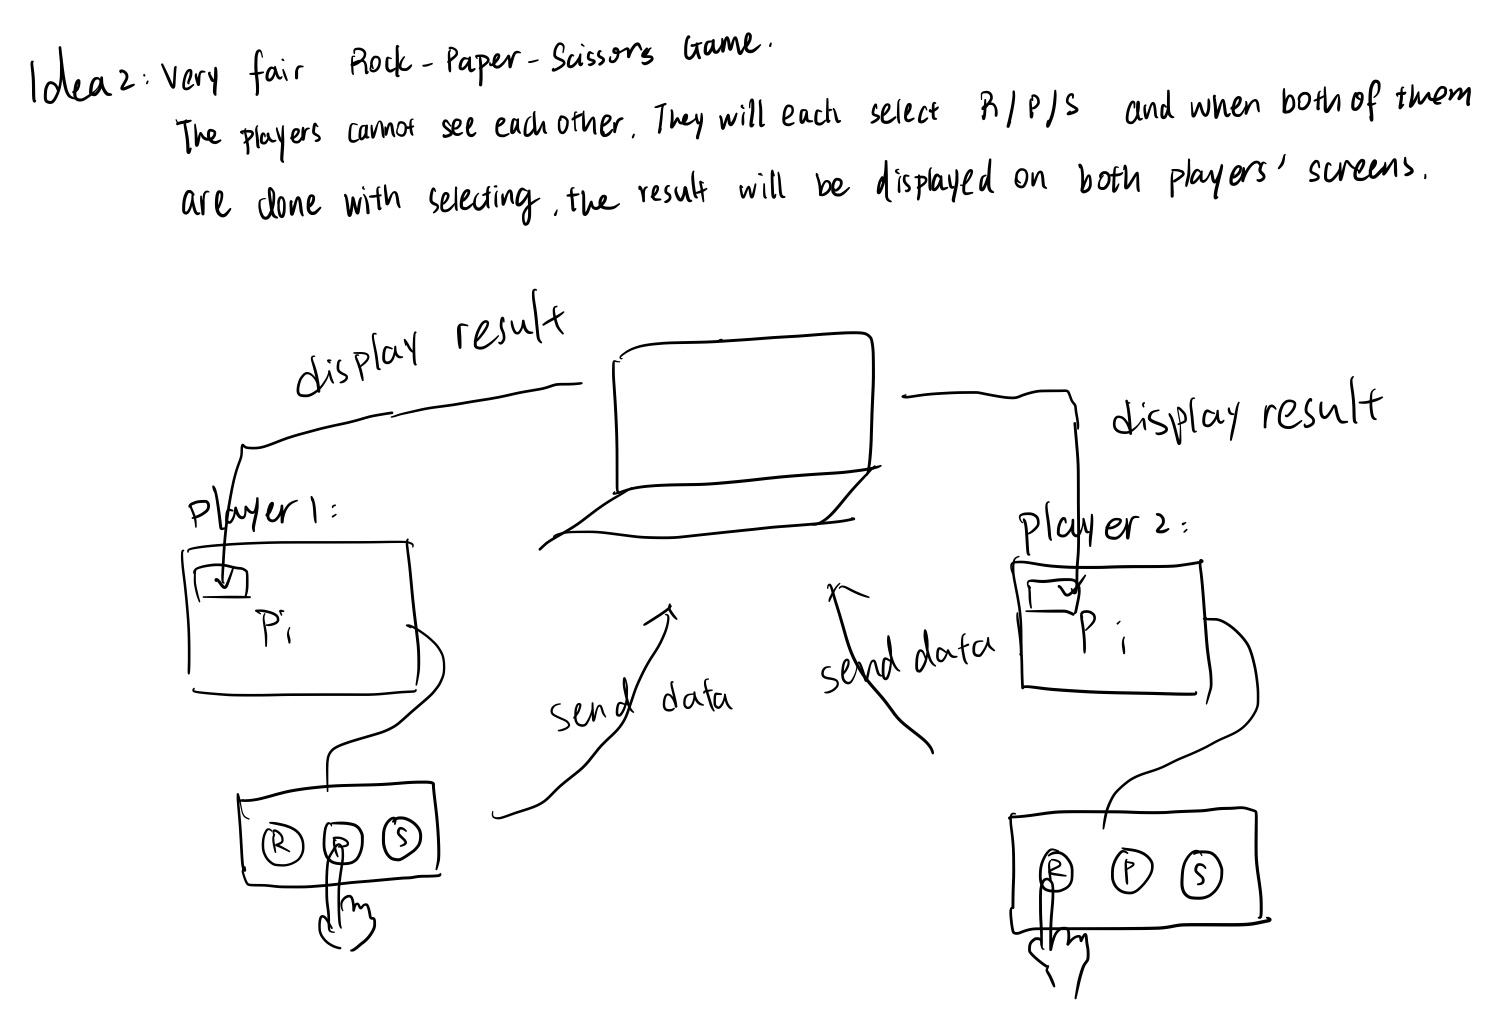 Idea 2: Very fair Rock-Paper-Scissors Game.
The players cannot see each other. They will each select R/P/S and when both of them
are done with selecting, the result will be displayed on both players' screens.
display result
display result
Player 1:
Player 2:
Pi
Pi
send data
send data
R P S
R P S